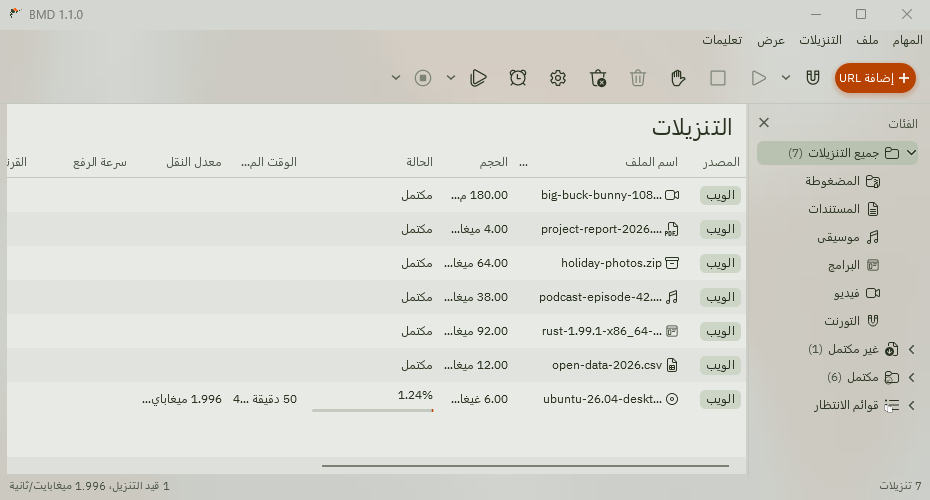 BMD 1.1.0
المهام ملف التنزيلات عرض تعليمات
إضافة URL
الفئات
جميع التنزيلات (7)
المضغوطة
المستندات
موسيقى
البرامج
فيديو
التورنت
غير مكتمل (1)
مكتمل (6)
قوائم الانتظار
التنزيلات
المصدر اسم الملف ... الحجم الحالة الوقت الم... معدل النقل سرعة الرفع القرنا
الويب big-buck-bunny-108... 180.00 م... مكتمل
الويب project-report-2026.... 4.00 ميغا... مكتمل
الويب holiday-photos.zip 64.00 ميغا... مكتمل
الويب podcast-episode-42.... 38.00 ميغا... مكتمل
الويب rust-1.99.1-x86_64-... 92.00 ميغا... مكتمل
الويب open-data-2026.csv 12.00 ميغا... مكتمل
الويب ubuntu-26.04-deskt... 6.00 غيغا... 1.24% 50 دقيقة 4... 1.996 ميغاباي...
7 تنزيلات
1 قيد التنزيل، 1.996 ميغابايت/ثانية